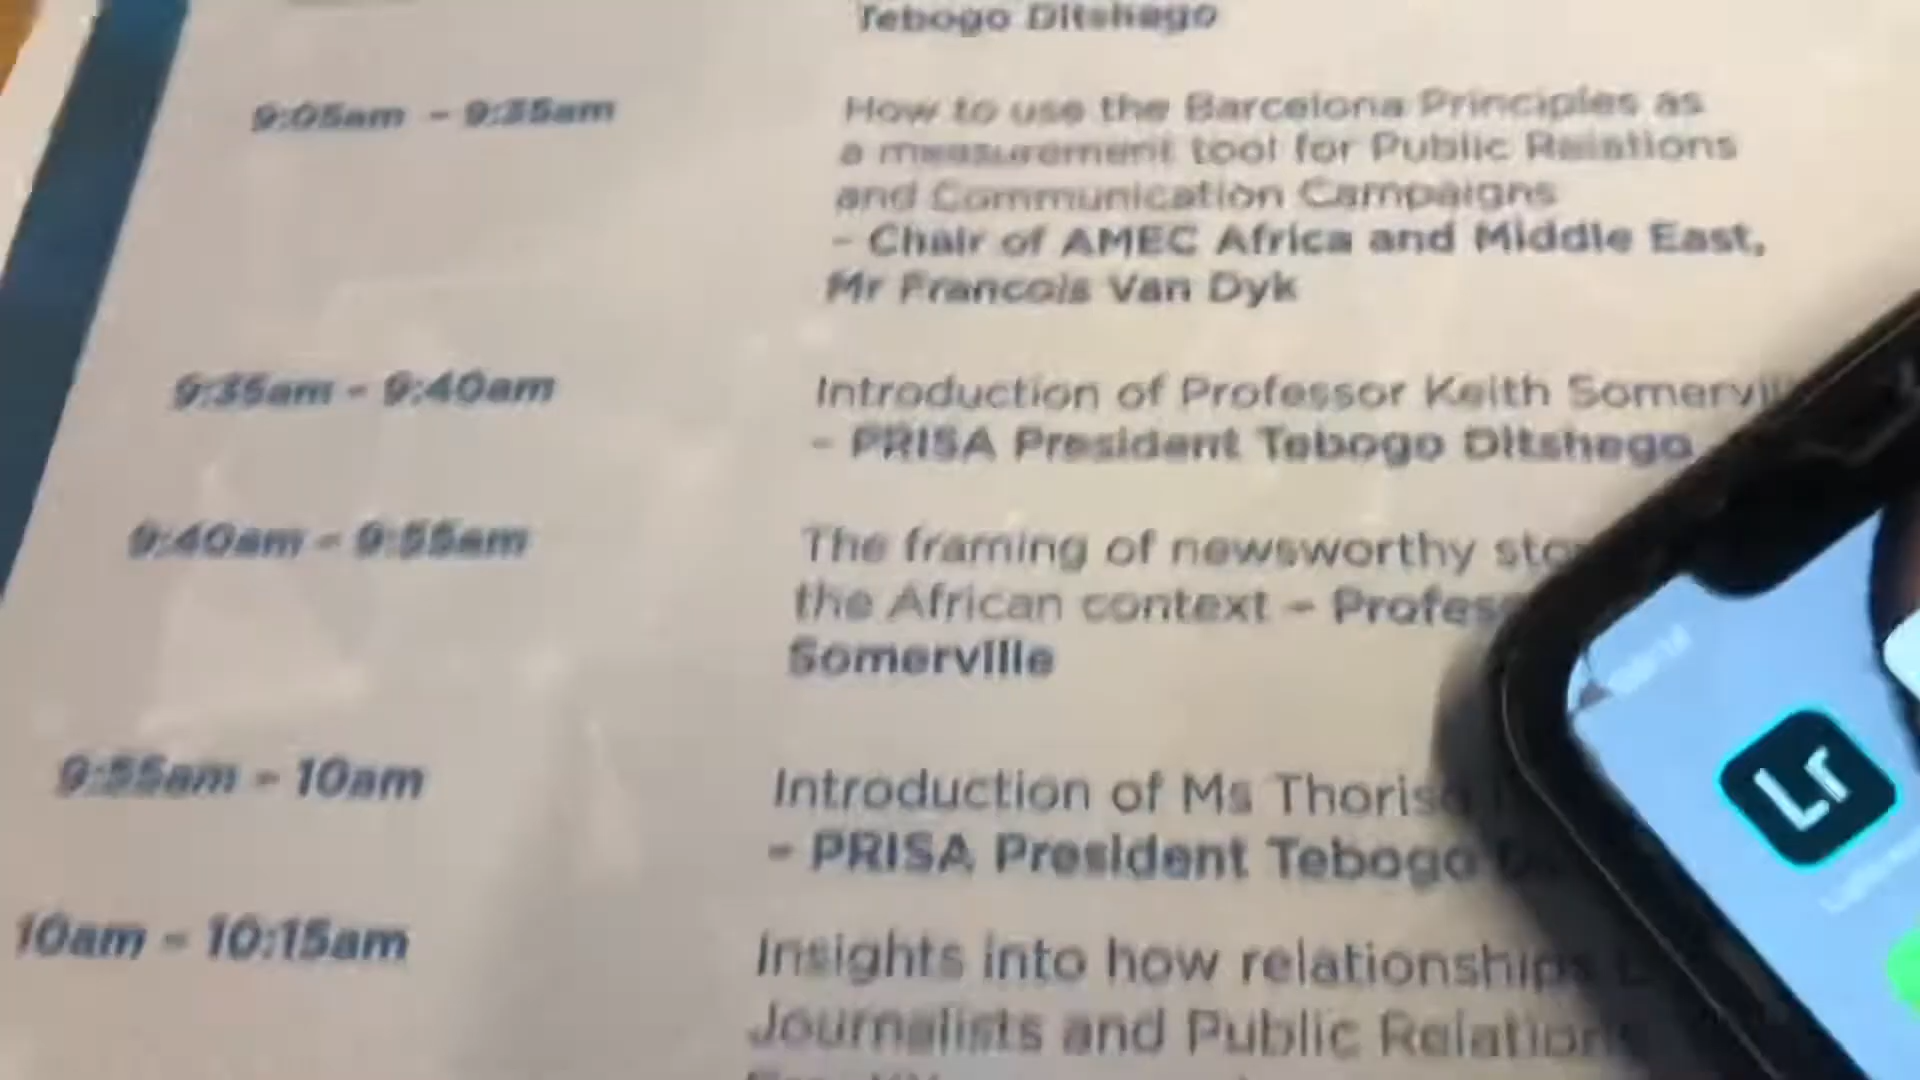 Tebogo Ditshego
9:05am - 9:35am
How to use the Barcelona Principles as
a measurement tool for Public Relations
and Communication Campaigns
- Chair of AMEC Africa and Middle East,
Mr Francois Van Dyk
9:35am - 9:40am
Introduction of Professor Keith
- PRISA President Tebogo Ditshego
9:40am - 9:55am
The framing of newsworthy
the African context -
Somerville
9:55am - 10am
Introduction of Ms
- PRISA President Tebogo
10am - 10:15am
Insights into how relationships
Journalists and Public
Lr